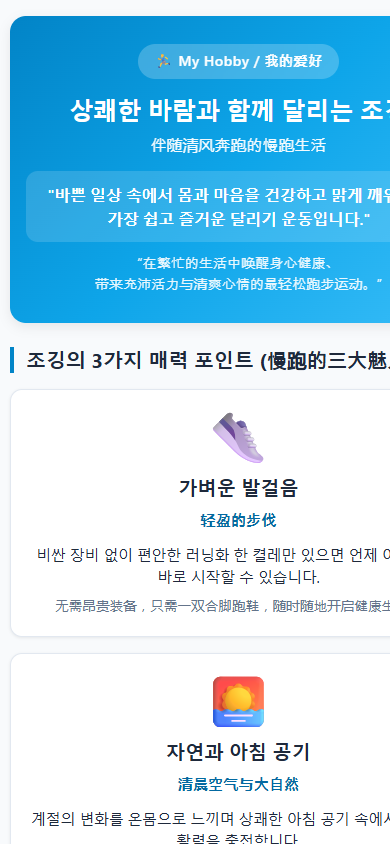 My Hobby / 我的爱好
상쾌한 바람과 함께 달리는
伴随清风奔跑的慢跑生活
"바쁜 일상 속에서 몸과 마음을 건강하고 맑게
가장 쉽고 즐거운 달리기 운동입니다."
"在繁忙的生活中唤醒身心健康、
带来充沛活力与清爽心情的最轻松跑步运动。"
조깅의 3가지 매력 포인트 (慢跑的三大魅
가벼운 발걸음
轻盈的步伐
비싼 장비 없이 편안한 러닝화 한 켤레만 있으면 언제
바로 시작할 수 있습니다.
无需昂贵装备，只需一双合脚跑鞋，随时随地开启健康
자연과 아침 공기
清晨空气与大自然
계절의 변화를 온몸으로 느끼며 상쾌한 아침 공기 속에서
활력을 충전합니다.